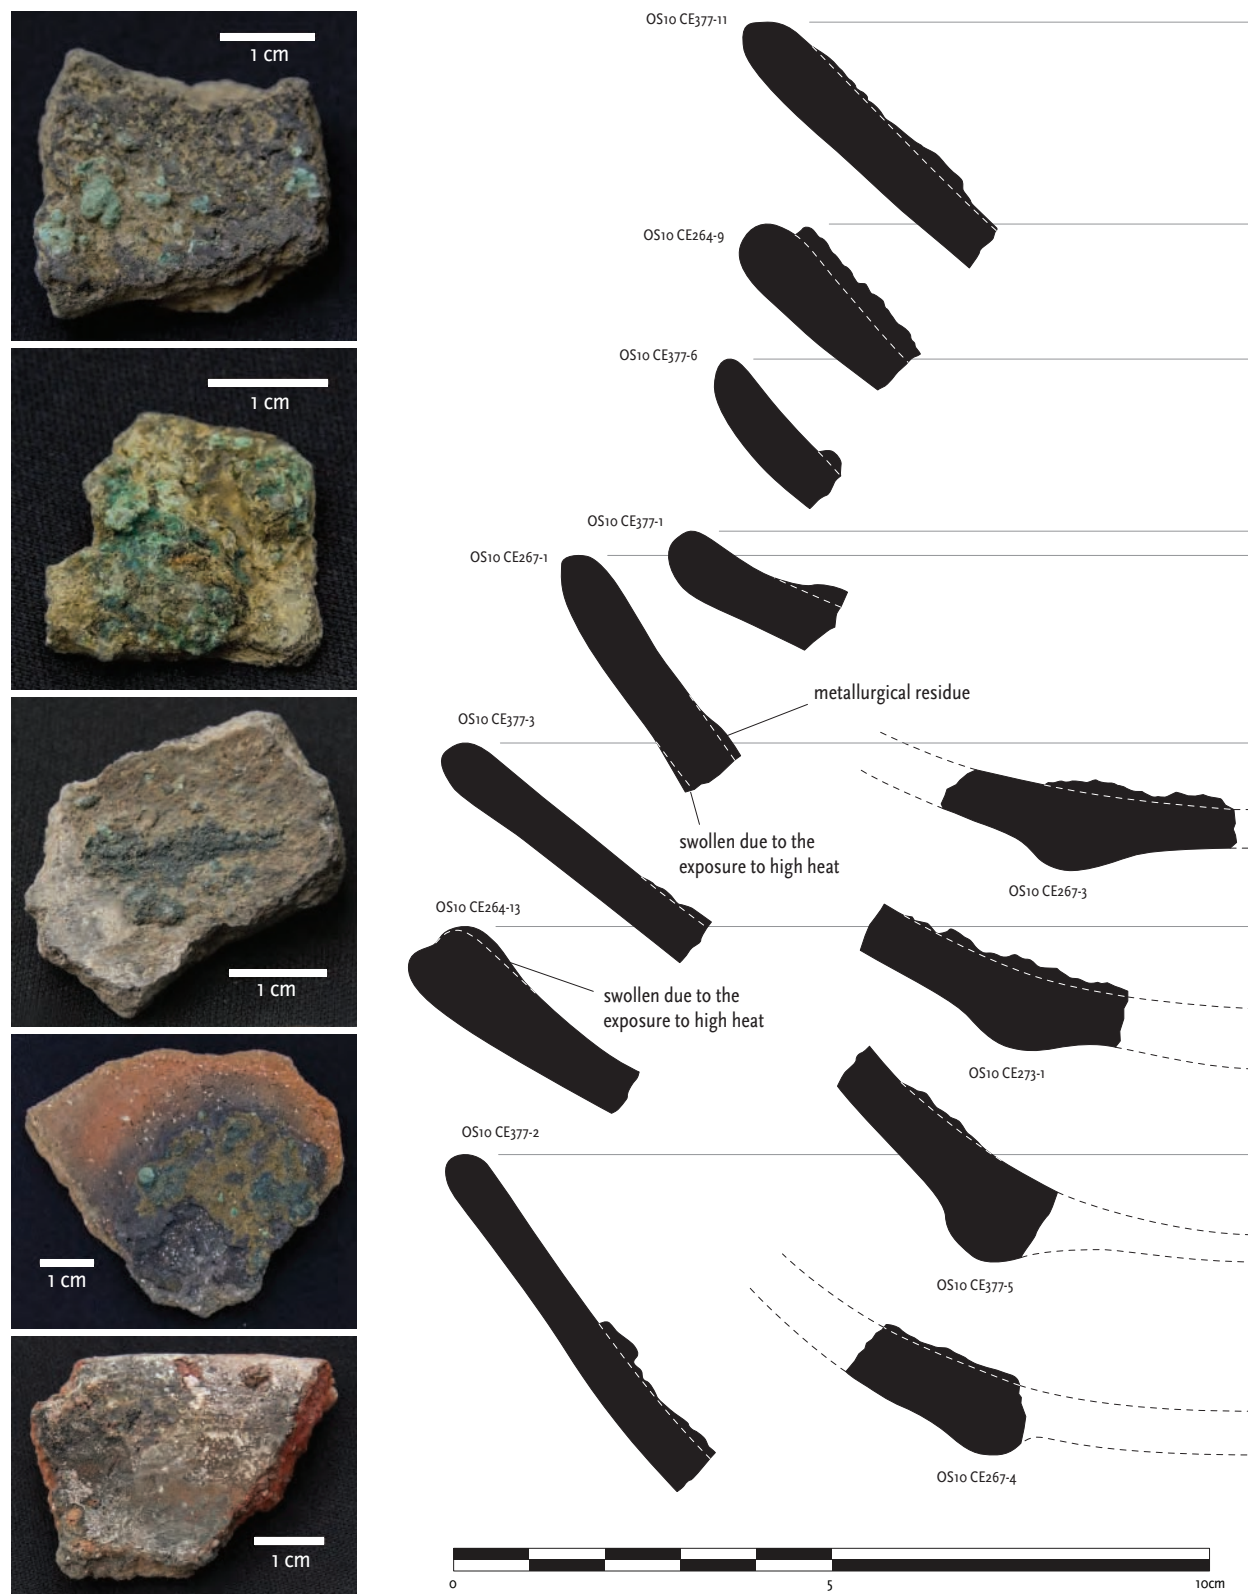 1 cm
1 cm
1 cm
1 cm
1 cm
OS10 CE377-11
OS10 CE264-9
OS10 CE377-6
OS10 CE377-1
OS10 CE267-1
metallurgical residue
OS10 CE377-3
swollen due to the
exposure to high heat
OS10 CE267-3
OS10 CE264-13
swollen due to the
exposure to high heat
OS10 CE273-1
OS10 CE377-2
OS10 CE377-5
OS10 CE267-4
0 5 10cm